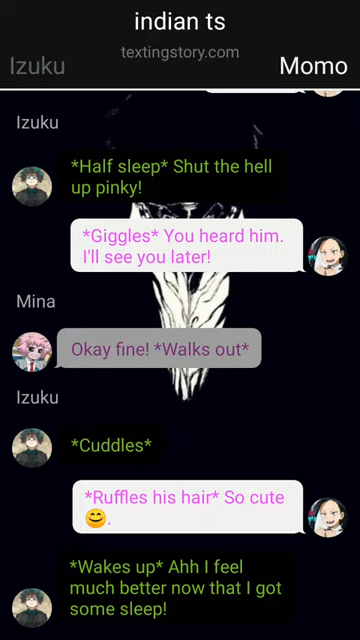 indian ts
textingstory.com
Izuku
Momo
Izuku
*Half sleep* Shut the hell
up pinky!
*Giggles* You heard him.
I'll see you later!
Mina
Okay fine! *Walks out*
Izuku
*Cuddles*
*Ruffles his hair* So cute
😊.
*Wakes up* Ahh I feel
much better now that I got
some sleep!